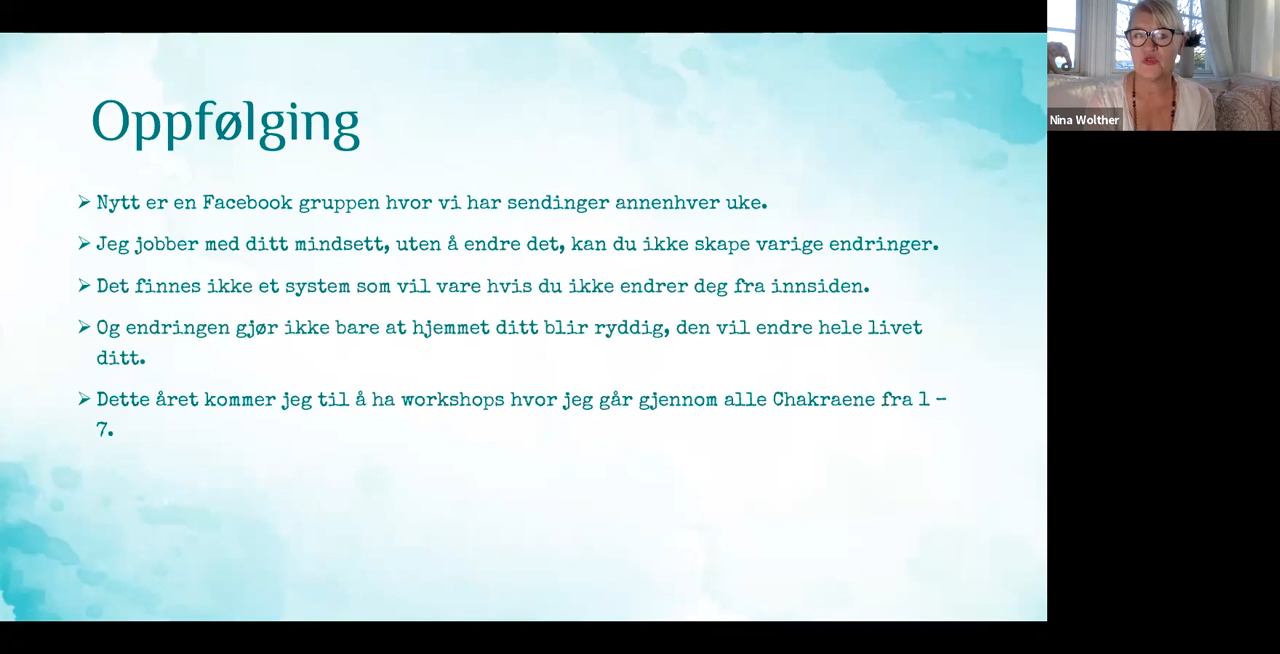 Oppfølging
➢ Nytt er en Facebook gruppen hvor vi har sendinger annenhver uke.
➢ Jeg jobber med ditt mindsett, uten å endre det, kan du ikke skape varige endringer.
➢ Det finnes ikke et system som vil vare hvis du ikke endrer deg fra innsiden.
➢ Og endringen gjør ikke bare at hjemmet ditt blir ryddig, den vil endre hele livet
ditt.
➢ Dette året kommer jeg til å ha workshops hvor jeg går gjennom alle Chakraene fra 1 –
7.
Nina Wolther